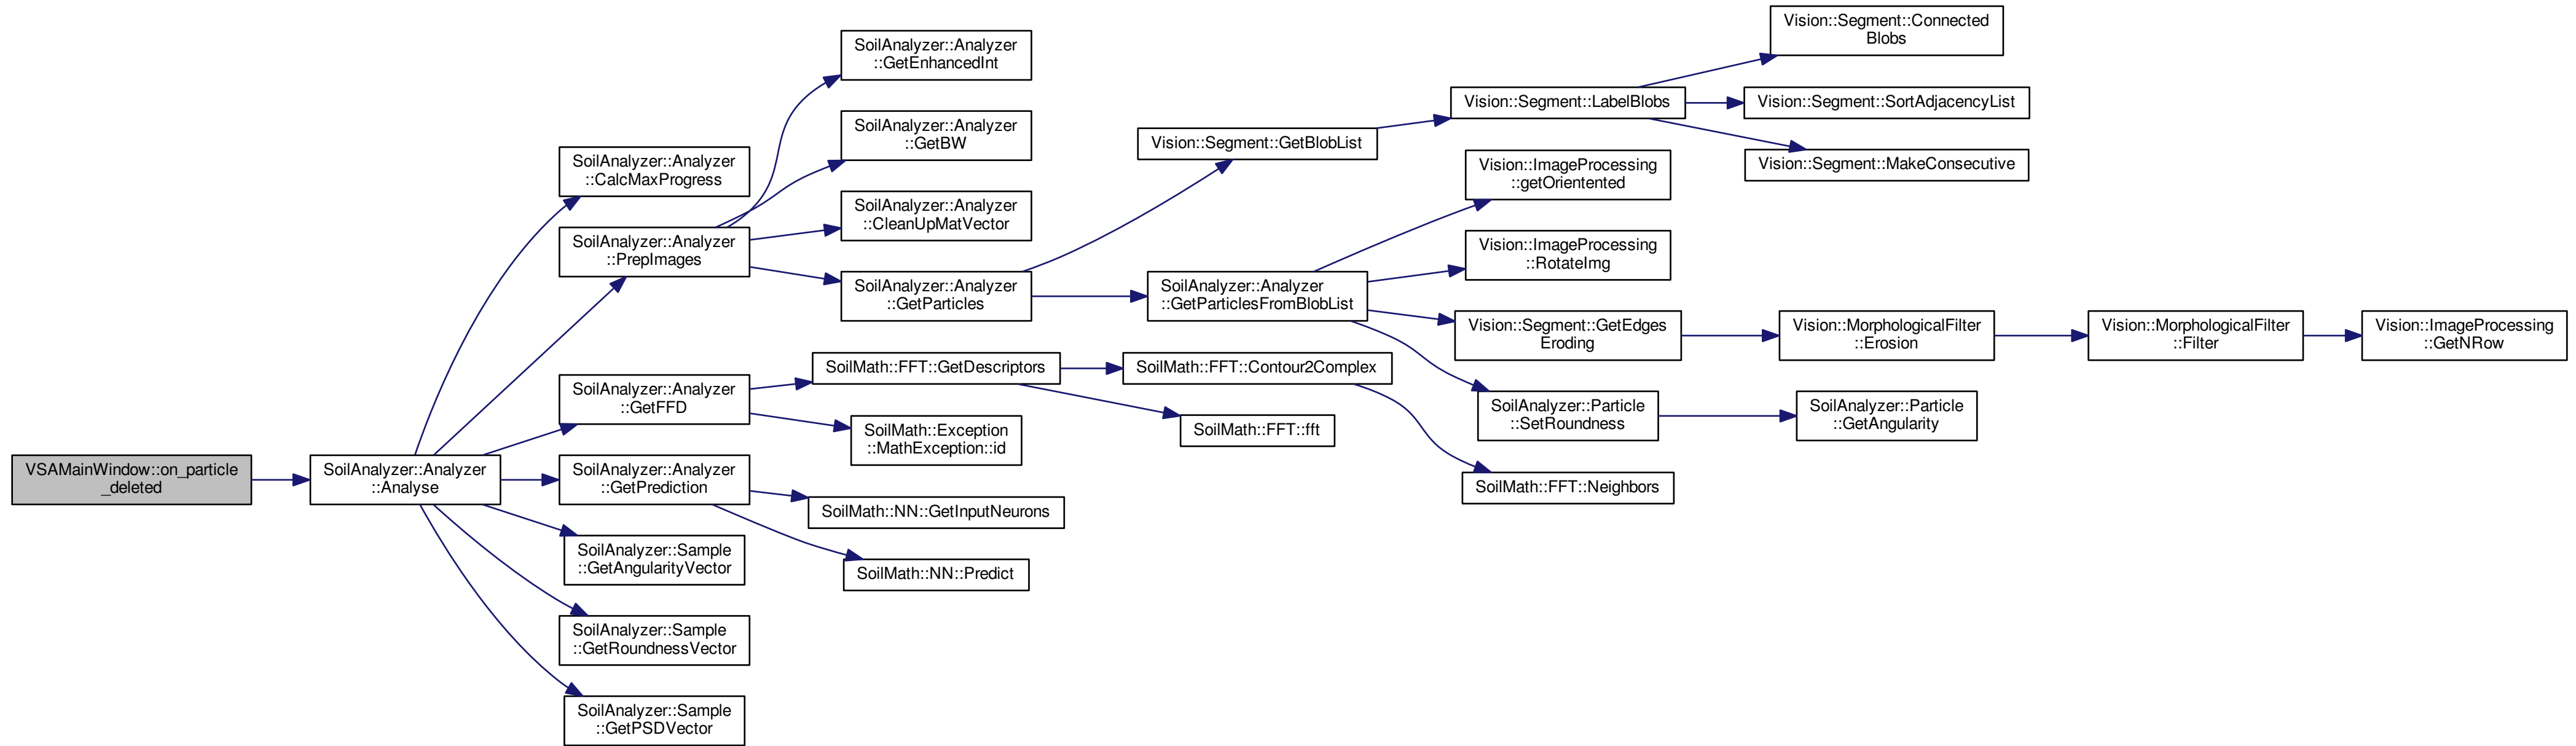 VSAMainWindow::on_particle
_deleted
SoilAnalyzer::Analyzer
::Analyse
SoilAnalyzer::Analyzer
::CalcMaxProgress
SoilAnalyzer::Analyzer
::PrepImages
SoilAnalyzer::Analyzer
::GetFFD
SoilAnalyzer::Analyzer
::GetPrediction
SoilAnalyzer::Sample
::GetAngularityVector
SoilAnalyzer::Sample
::GetRoundnessVector
SoilAnalyzer::Sample
::GetPSDVector
SoilAnalyzer::Analyzer
::GetEnhancedInt
SoilAnalyzer::Analyzer
::GetBW
SoilAnalyzer::Analyzer
::CleanUpMatVector
SoilAnalyzer::Analyzer
::GetParticles
SoilMath::FFT::GetDescriptors
SoilMath::Exception
::MathException::id
SoilMath::NN::GetInputNeurons
SoilMath::NN::Predict
Vision::Segment::GetBlobList
SoilAnalyzer::Analyzer
::GetParticlesFromBlobList
SoilMath::FFT::Contour2Complex
SoilMath::FFT::fft
Vision::Segment::LabelBlobs
Vision::ImageProcessing
::getOrientented
Vision::ImageProcessing
::RotateImg
Vision::Segment::GetEdges
Eroding
SoilAnalyzer::Particle
::SetRoundness
SoilMath::FFT::Neighbors
Vision::Segment::Connected
Blobs
Vision::Segment::SortAdjacencyList
Vision::Segment::MakeConsecutive
Vision::MorphologicalFilter
::Erosion
SoilAnalyzer::Particle
::GetAngularity
Vision::MorphologicalFilter
::Filter
Vision::ImageProcessing
::GetNRow